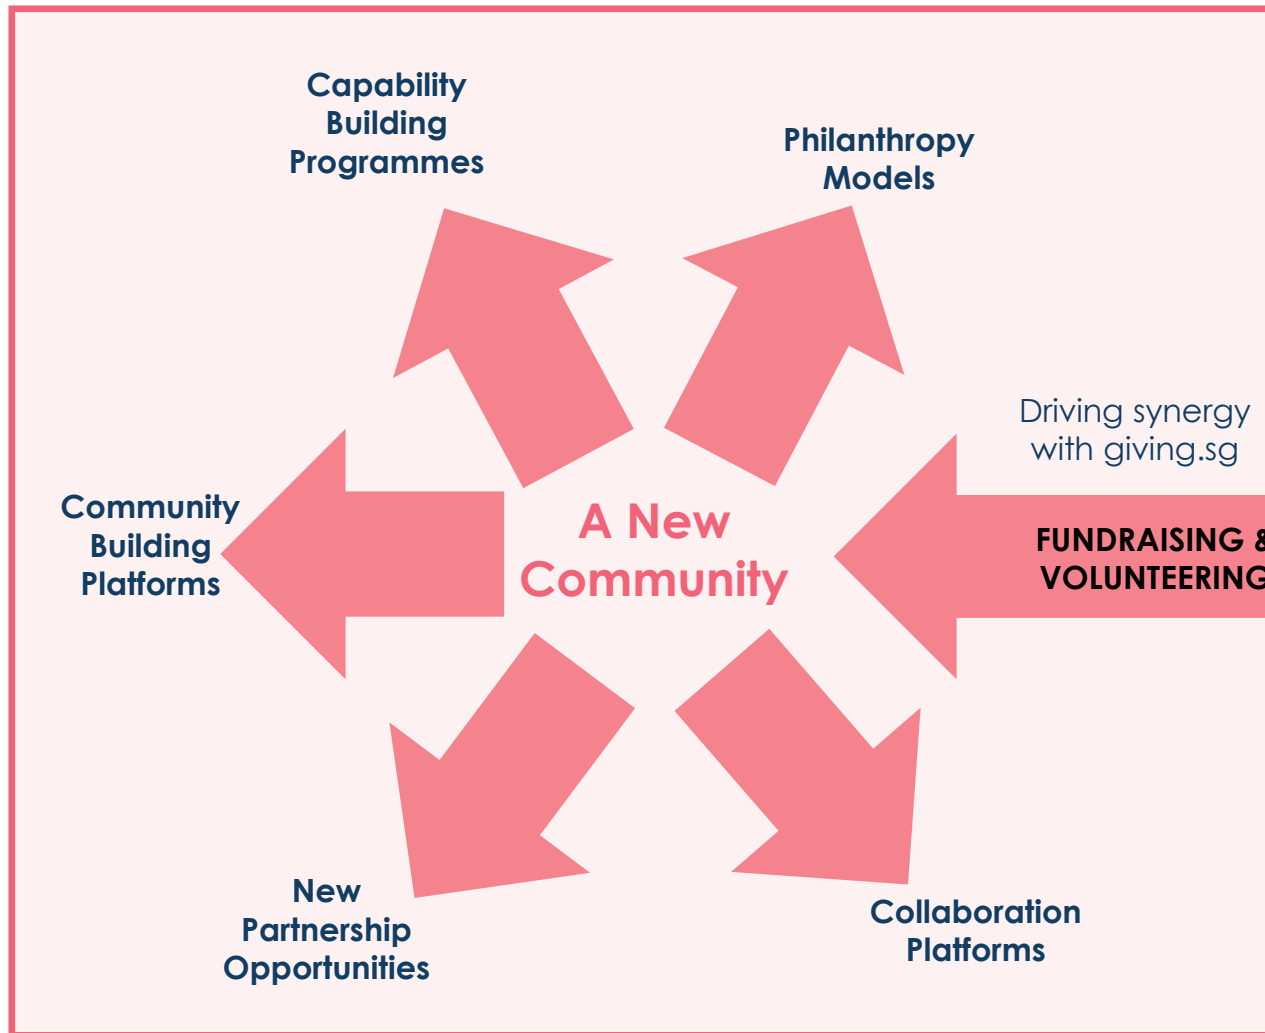 Capability
Building
Programmes
Philanthropy
Models
Driving synergy
with giving.sg
Community
Building
Platforms
A New
Community
FUNDRAISING &
VOLUNTEERING
New
Partnership
Opportunities
Collaboration
Platforms